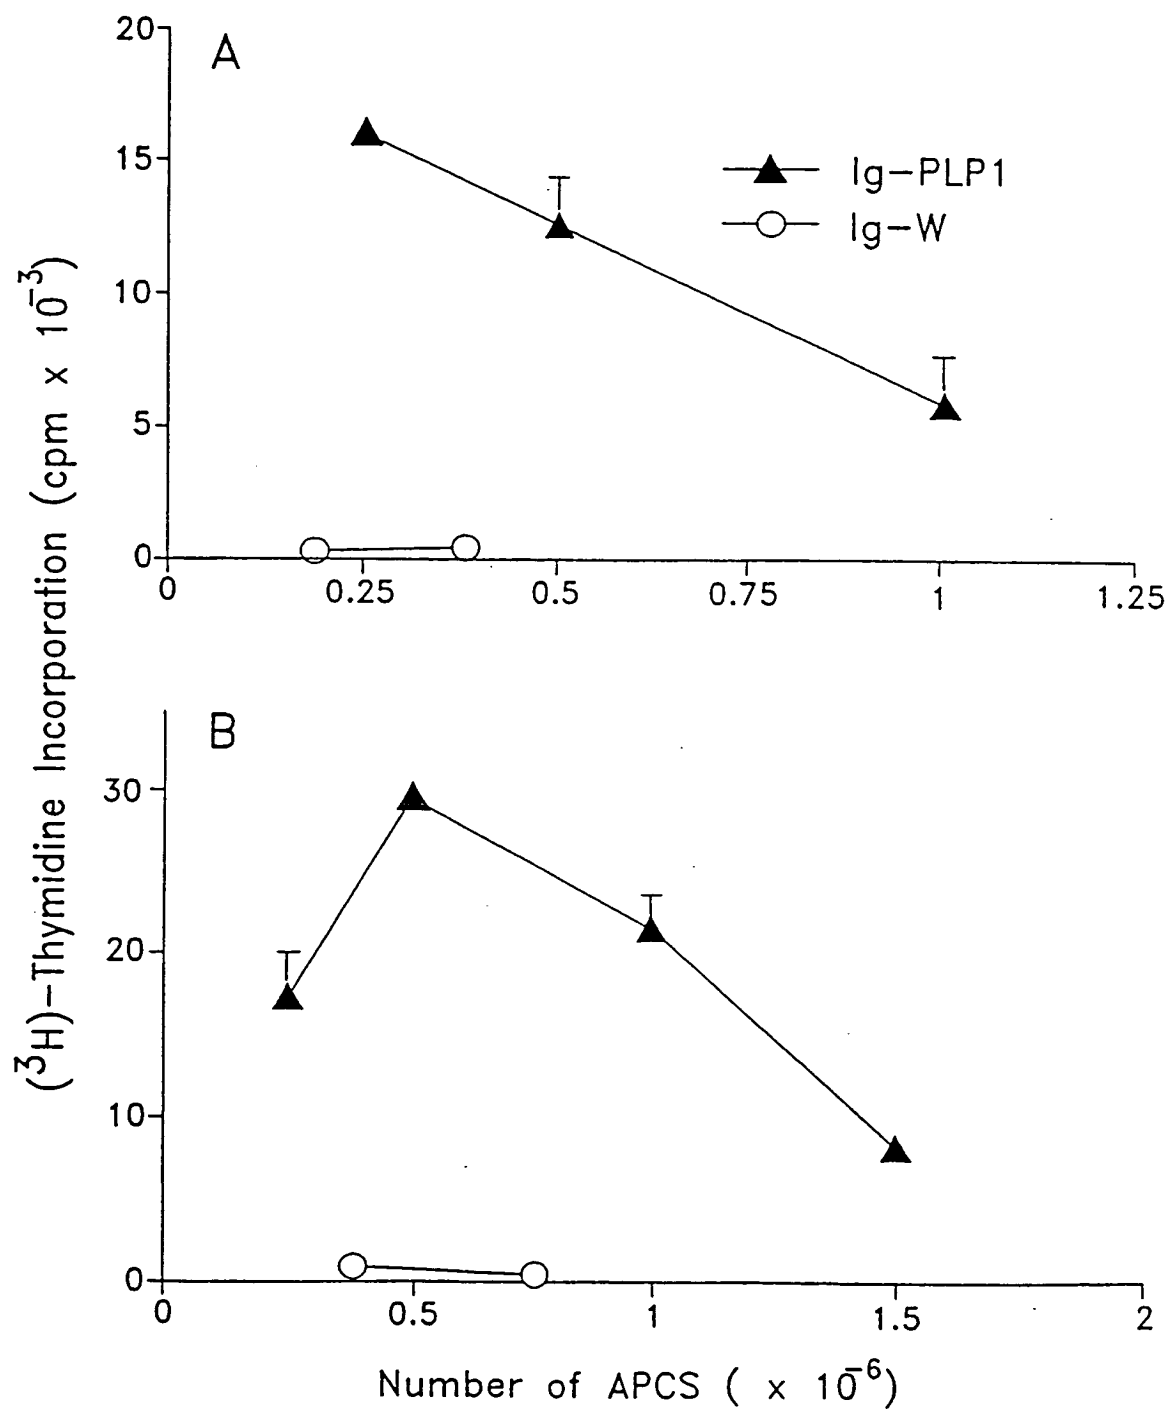 A
20
15
10
5
0
0 0.25 0.5 0.75 1 1.25
Ig-PLP1
Ig-W
(³H)-Thymidine Incorporation (cpm x 10⁻³)
B
30
20
10
0
0 0.5 1 1.5 2
Number of APCS ( x 10⁻⁶)